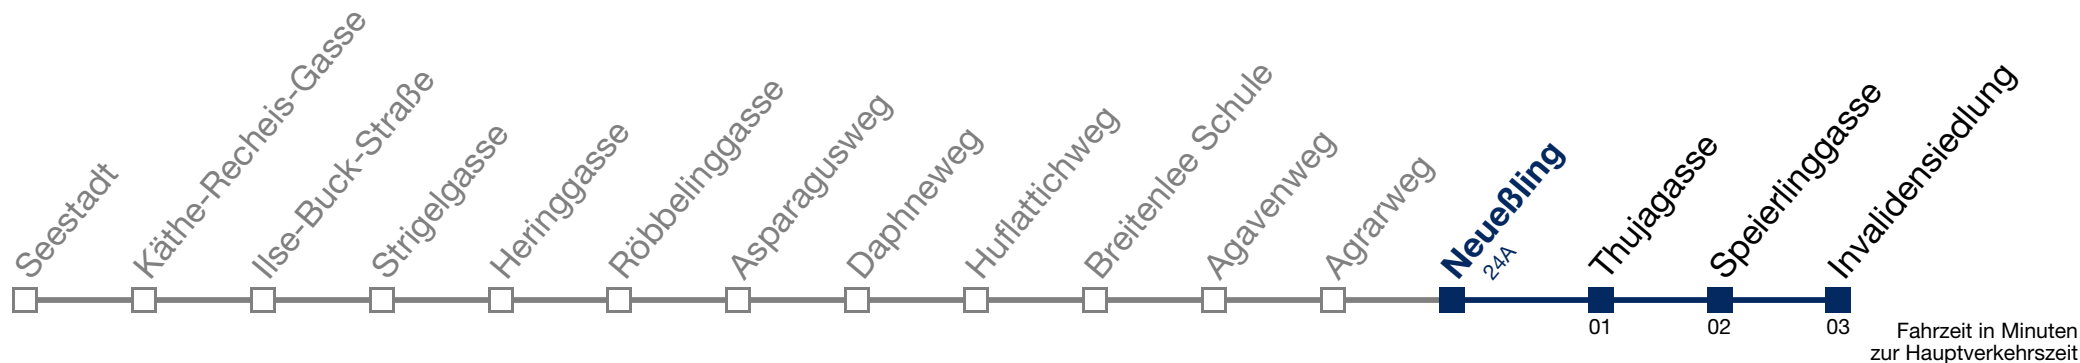 Seestadt
Käthe-Recheis-Gasse
Ilse-Buck-Straße
Strigelgasse
Heringgasse
Röbbelinggasse
Asparagusweg
Daphneweg
Huflattichweg
Breitenlee Schule
Agavenweg
Agrarweg
Neueßling
24A
Thujagasse
Speierlinggasse
Invalidensiedlung
01
02
03
Fahrzeit in Minuten
zur Hauptverkehrszeit